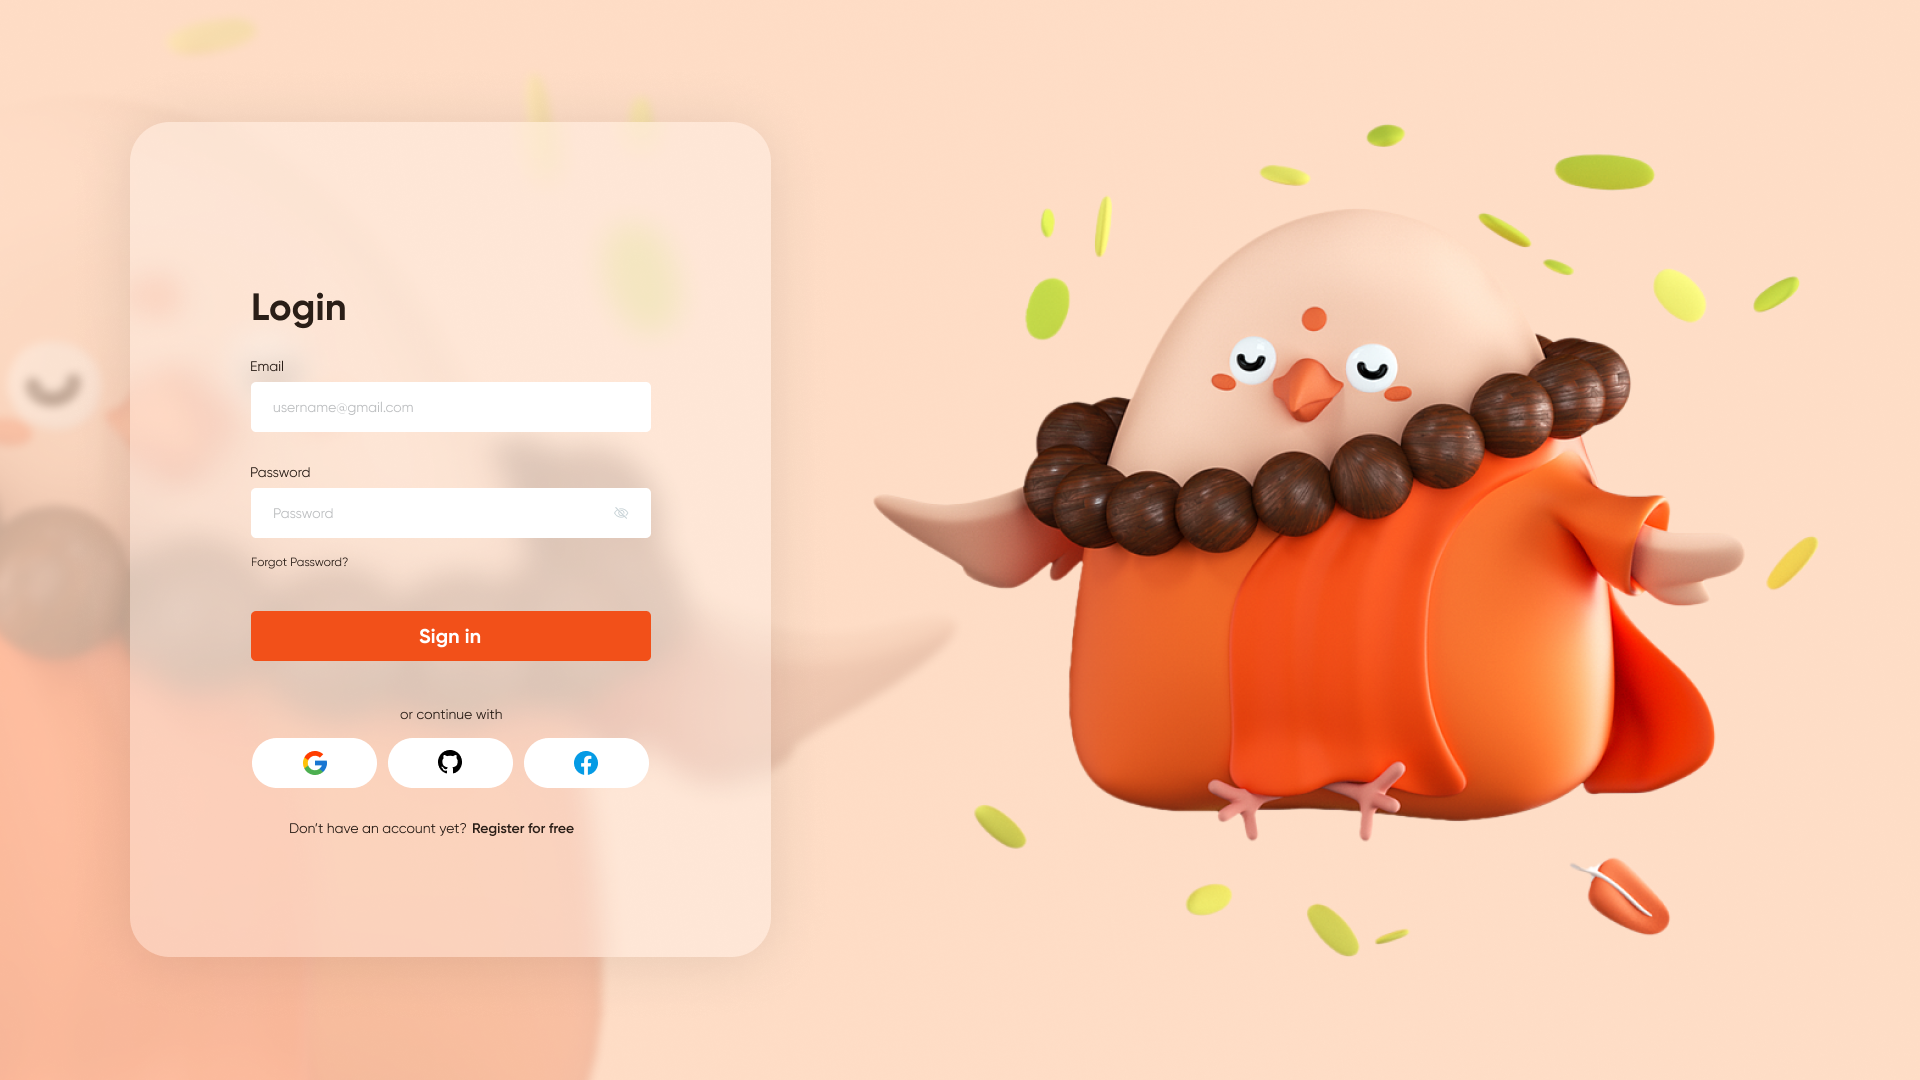 Login
Email
username@gmail.com
Password
Password
Forgot Password?
Sign in
or continue with
Don’t have an account yet? Register for free